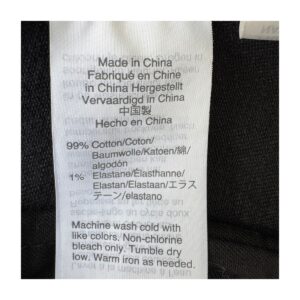 Made in China
Fabriqué en Chine
in China Hergestellt
Vervaardigd in China
中国製
Hecho en China
99% Cotton/Coton/
Baumwolle/Katoen/綿/
algodón
1% Elastane/Élasthanne/
Elastan/Elastaan/エラス
テーン/elastano
Machine wash cold with
like colors. Non-chlorine
bleach only. Tumble dry
low. Warm iron as needed.